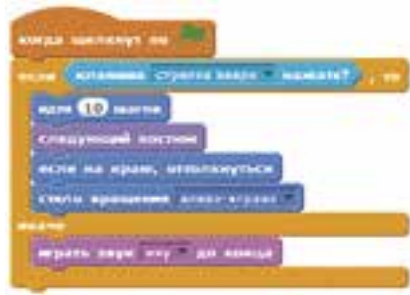 когда щелкнут по
если клавиша стрелка вверх нажата? , то
идти 10 шагов
следующий костюм
если на краю, оттолкнуться
стиль вращения влево-вправо
иначе
играть звук мяу до конца